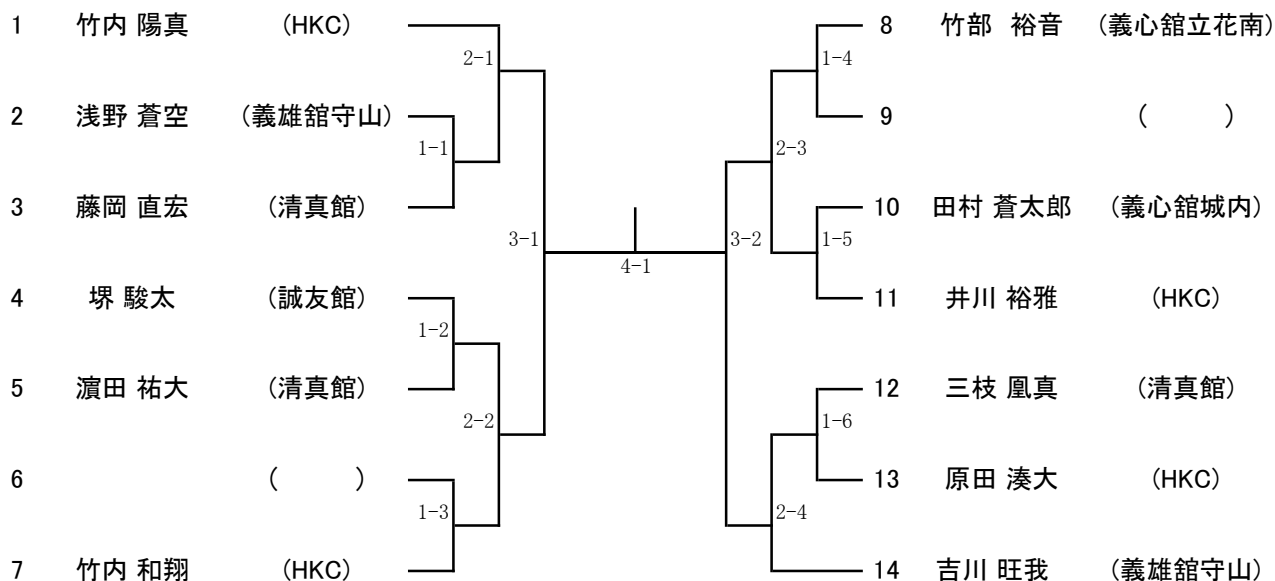 1 竹内 陽真 (HKC)
2-1
2 浅野 蒼空 (義雄舘守山)
1-1
3 藤岡 直宏 (清真館)
3-1
4 堺 駿太 (誠友館)
1-2
5 濵田 祐大 (清真館)
2-2
6 ( )
1-3
7 竹内 和翔 (HKC)
4-1
8 竹部 裕音 (義心舘立花南)
1-4
9 ( )
2-3
10 田村 蒼太郎 (義心舘城内)
1-5
3-2
11 井川 裕雅 (HKC)
12 三枝 凰真 (清真館)
1-6
13 原田 湊大 (HKC)
2-4
14 吉川 旺我 (義雄舘守山)